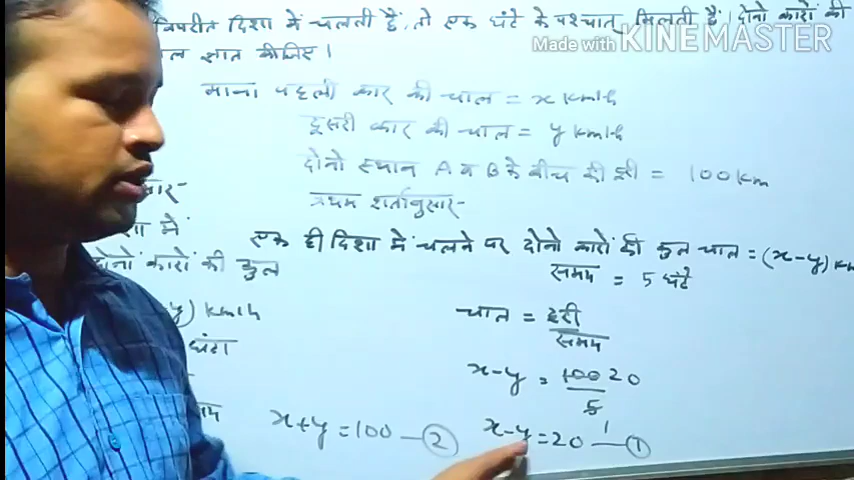 विपरीत दिशा में चलती हैं, तो एक घंटे के पश्चात् मिलती हैं। दोनो कारों की
ल ज्ञात कीजिए।
Made with KINEMASTER
माना पहली कार की चाल = x km/h
दूसरी कार की चाल = y km/h
दोनो स्थान A व B के बीच की दूरी = 100 km
प्रथम शर्तानुसार-
एक ही दिशा में चलने पर दोनो कारों की कुल चाल = (x-y) km
समय = 5 घंटे
चाल = दूरी
समय
x-y = 100 20
5
1
x-y = 20 — ①
ार-
शा में
दोनों कारों की कुल
y) km/h
घंटा
x+y = 100 — ②